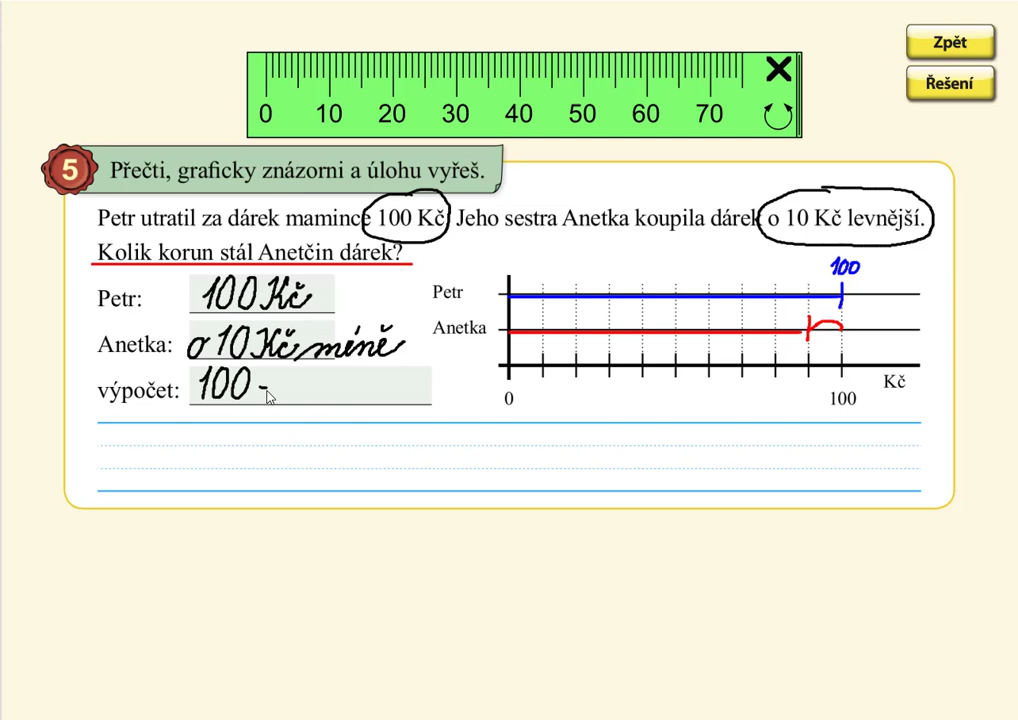 Zpět
Řešení
0 10 20 30 40 50 60 70
5 Přečti, graficky znázorni a úlohu vyřeš.
Petr utratil za dárek mamince 100 Kč. Jeho sestra Anetka koupila dárek o 10 Kč levnější.
Kolik korun stál Anetčin dárek?
100
Petr: 100 Kč
Petr
Anetka: o 10 Kč méně
Anetka
výpočet: 100 -
Kč
0 100